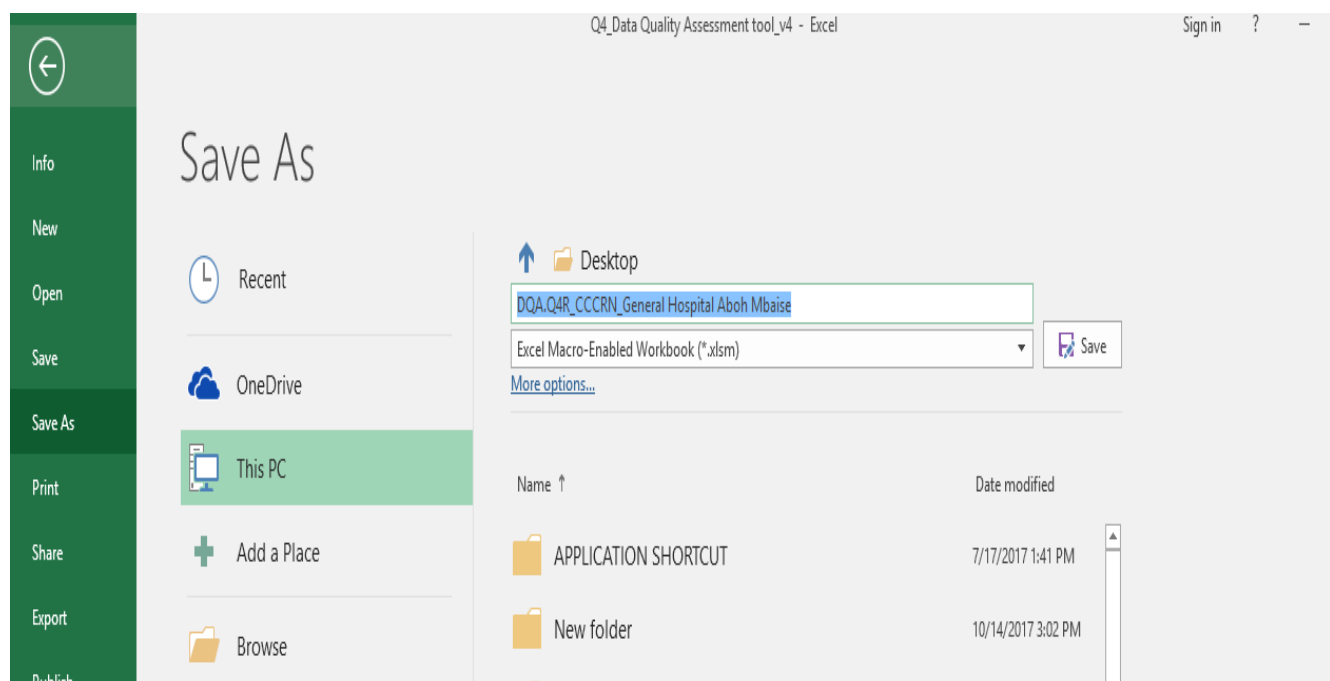 Q4_Data Quality Assessment tool_v4 - Excel
Sign in ? –
Info
New
Open
Save
Save As
Print
Share
Export
Publish
Save As
Recent
OneDrive
This PC
Add a Place
Browse
Desktop
DQA.Q4R_CCCRN_General Hospital Aboh Mbaise
Excel Macro-Enabled Workbook (*.xlsm)
Save
More options...
Name ↑ Date modified
APPLICATION SHORTCUT 7/17/2017 1:41 PM
New folder 10/14/2017 3:02 PM